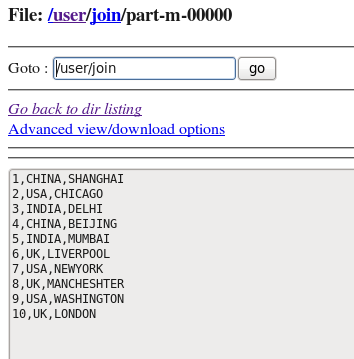 File: /user/join/part-m-00000
Goto : /user/join go
Go back to dir listing
Advanced view/download options
1,CHINA,SHANGHAI
2,USA,CHICAGO
3,INDIA,DELHI
4,CHINA,BEIJING
5,INDIA,MUMBAI
6,UK,LIVERPOOL
7,USA,NEWYORK
8,UK,MANCHESHTER
9,USA,WASHINGTON
10,UK,LONDON